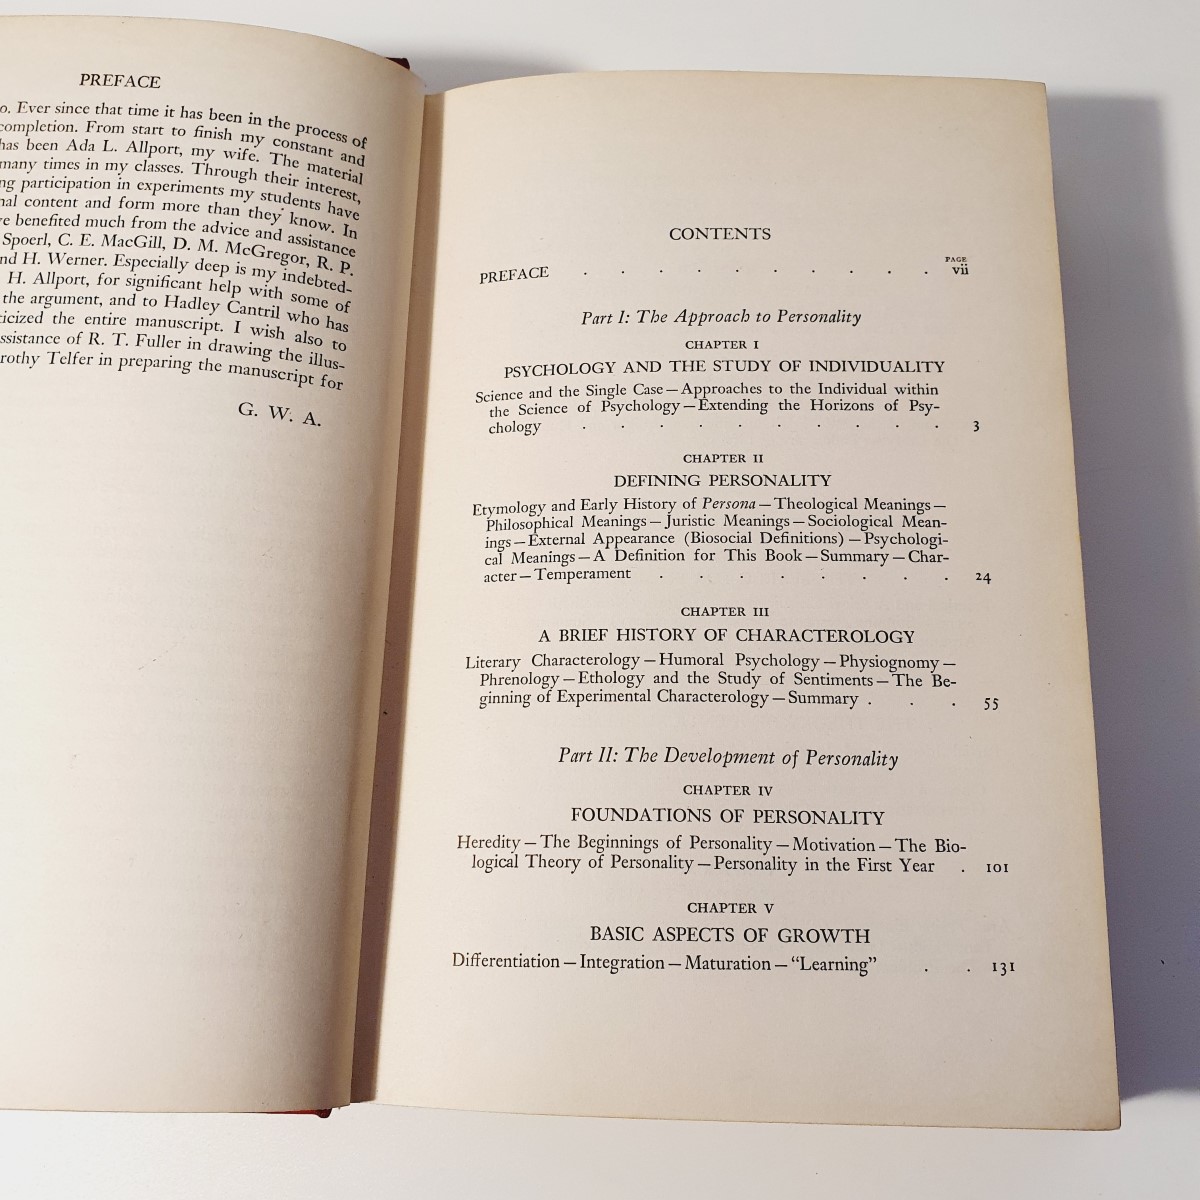 PREFACE
o. Ever since that time it has been in the process of
completion. From start to finish my constant and
has been Ada L. Allport, my wife. The material
many times in my classes. Through their interest,
ng participation in experiments my students have
nal content and form more than they know. In
e benefited much from the advice and assistance
Spoerl, C. E. MacGill, D. M. McGregor, R. P.
nd H. Werner. Especially deep is my indebted-
H. Allport, for significant help with some of
the argument, and to Hadley Cantril who has
icized the entire manuscript. I wish also to
ssistance of R. T. Fuller in drawing the illus-
rothy Telfer in preparing the manuscript for
G. W. A.
CONTENTS
PAGE
PREFACE . . . . . . . . . . vii
Part I: The Approach to Personality
CHAPTER I
PSYCHOLOGY AND THE STUDY OF INDIVIDUALITY
Science and the Single Case—Approaches to the Individual within
the Science of Psychology—Extending the Horizons of Psy-
chology . . . . . . . . . . 3
CHAPTER II
DEFINING PERSONALITY
Etymology and Early History of Persona—Theological Meanings—
Philosophical Meanings—Juristic Meanings—Sociological Mean-
ings—External Appearance (Biosocial Definitions)—Psychologi-
cal Meanings—A Definition for This Book—Summary—Char-
acter—Temperament . . . . . . . . 24
CHAPTER III
A BRIEF HISTORY OF CHARACTEROLOGY
Literary Characterology—Humoral Psychology—Physiognomy—
Phrenology—Ethology and the Study of Sentiments—The Be-
ginning of Experimental Characterology—Summary . . . 55
Part II: The Development of Personality
CHAPTER IV
FOUNDATIONS OF PERSONALITY
Heredity—The Beginnings of Personality—Motivation—The Bio-
logical Theory of Personality—Personality in the First Year . 101
CHAPTER V
BASIC ASPECTS OF GROWTH
Differentiation—Integration—Maturation—“Learning” . . 131